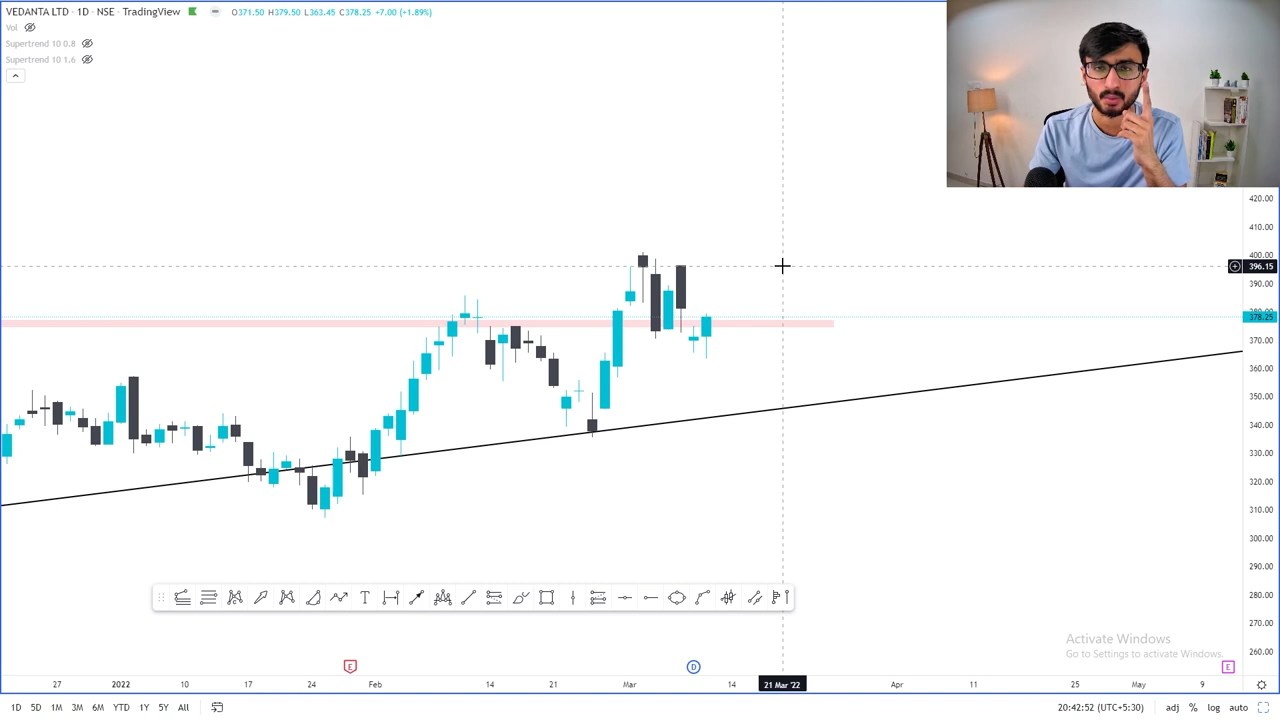 VEDANTA LTD · 1D · NSE · TradingView O371.50 H379.50 L363.45 C378.25 +7.00 (+1.89%)
Vol
Supertrend 10 0.8
Supertrend 10 1.6
420.00
410.00
400.00
396.15
390.00
378.25
370.00
360.00
350.00
340.00
330.00
320.00
310.00
300.00
290.00
280.00
270.00
260.00
T
Activate Windows
Go to Settings to activate Windows.
E D E
27 2022 10 17 24 Feb 14 21 Mar 14 21 Mar '22 Apr 11 25 May 9
1D 5D 1M 3M 6M YTD 1Y 5Y All 20:42:52 (UTC+5:30) adj % log auto